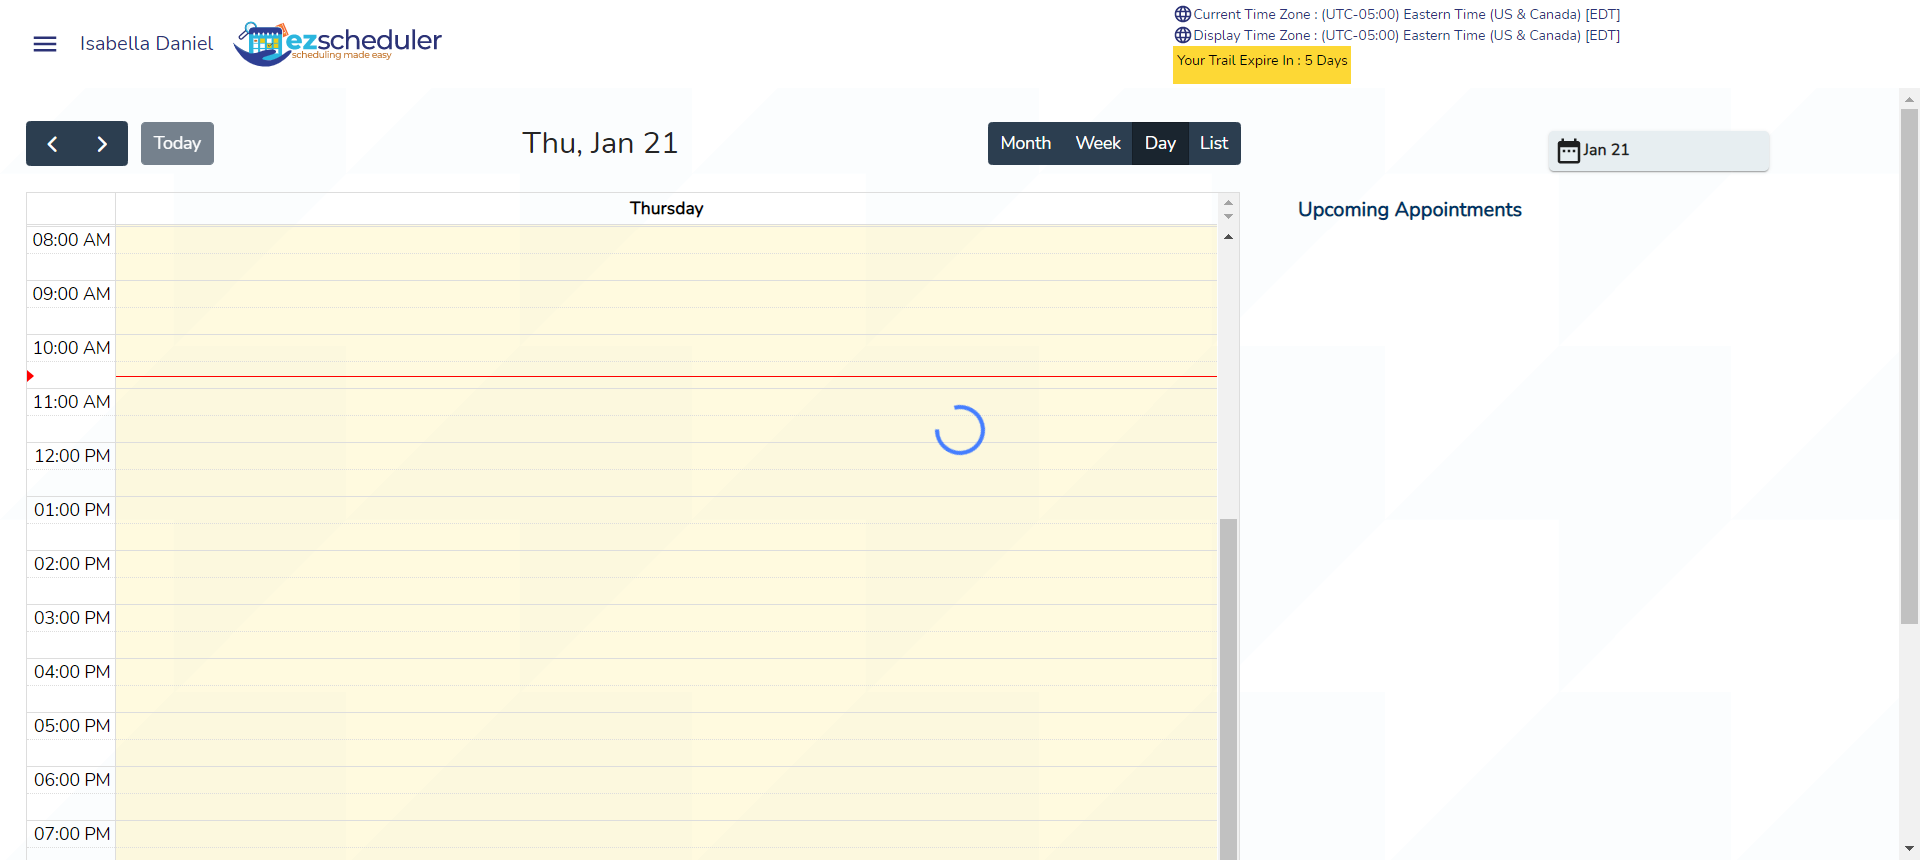 Isabella Daniel
ezscheduler
scheduling made easy
Current Time Zone : (UTC-05:00) Eastern Time (US & Canada) [EDT]
Display Time Zone : (UTC-05:00) Eastern Time (US & Canada) [EDT]
Your Trail Expire In : 5 Days
Today
Thu, Jan 21
Month Week Day List
Jan 21
Thursday
Upcoming Appointments
08:00 AM
09:00 AM
10:00 AM
11:00 AM
12:00 PM
01:00 PM
02:00 PM
03:00 PM
04:00 PM
05:00 PM
06:00 PM
07:00 PM